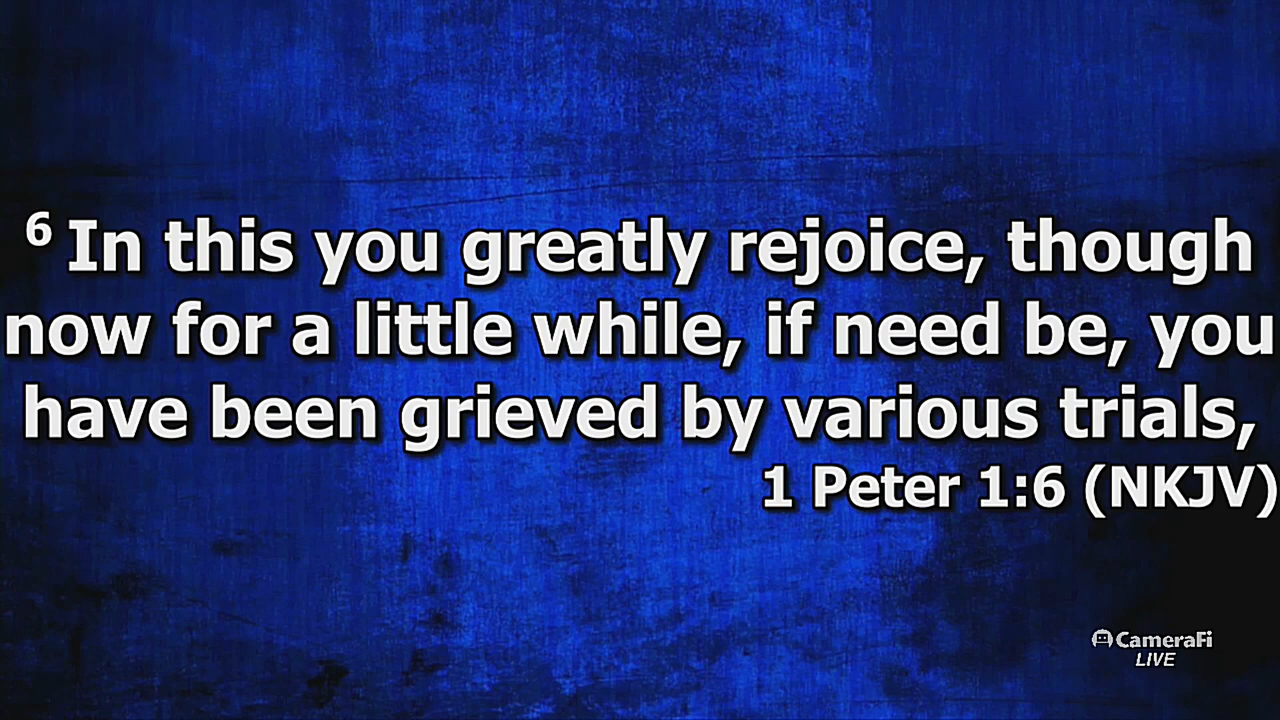 6 In this you greatly rejoice, though
now for a little while, if need be, you
have been grieved by various trials,
1 Peter 1:6 (NKJV)
CameraFi
LIVE